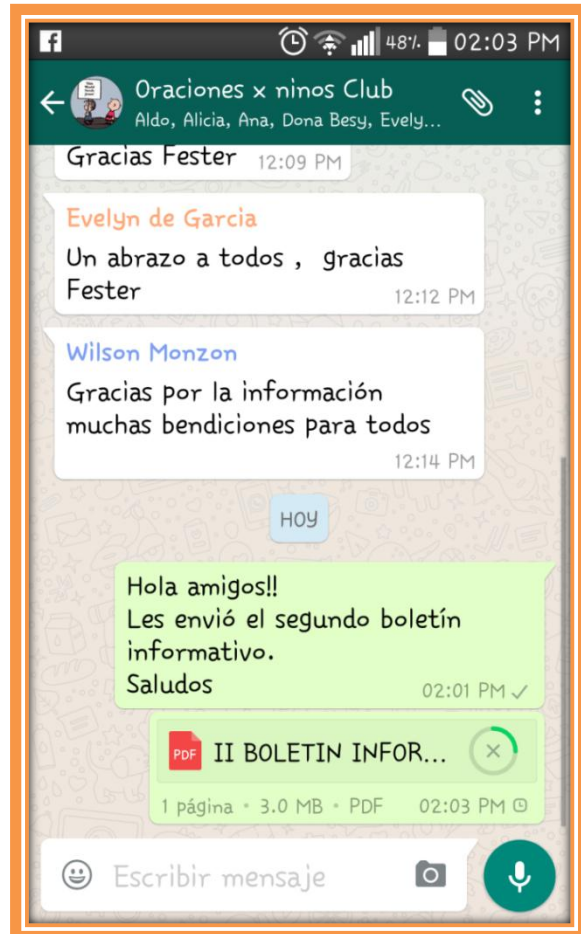 48% 02:03 PM
Oraciones x ninos Club
Aldo, Alicia, Ana, Dona Besy, Evely...
Gracias Fester 12:09 PM
Evelyn de Garcia
Un abrazo a todos , gracias
Fester 12:12 PM
Wilson Monzon
Gracias por la información
muchas bendiciones para todos
12:14 PM
HOY
Hola amigos!!
Les envió el segundo boletín
informativo.
Saludos 02:01 PM
PDF II BOLETIN INFOR...
1 página • 3.0 MB • PDF 02:03 PM
Escribir mensaje